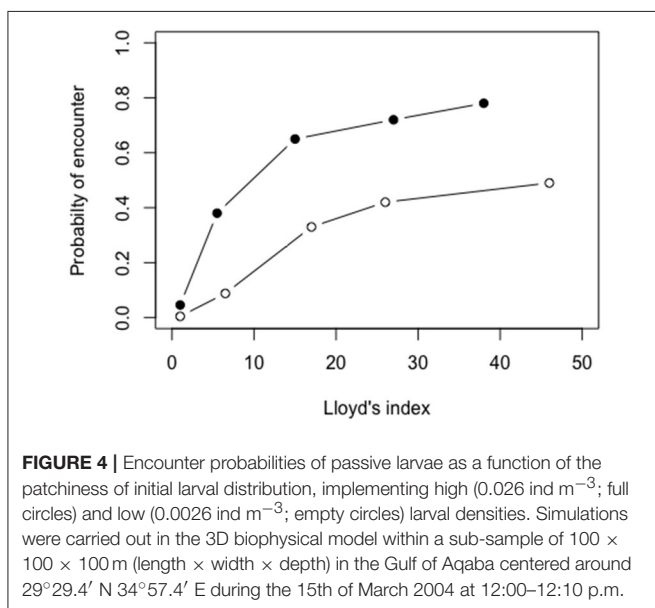 1.0
0.8
0.6
0.4
0.2
0.0
Probabilty of encounter
0 10 20 30 40 50
Lloyd's index
FIGURE 4 | Encounter probabilities of passive larvae as a function of the
patchiness of initial larval distribution, implementing high (0.026 ind m⁻³; full
circles) and low (0.0026 ind m⁻³; empty circles) larval densities. Simulations
were carried out in the 3D biophysical model within a sub-sample of 100 ×
100 × 100 m (length × width × depth) in the Gulf of Aqaba centered around
29°29.4′ N 34°57.4′ E during the 15th of March 2004 at 12:00–12:10 p.m.